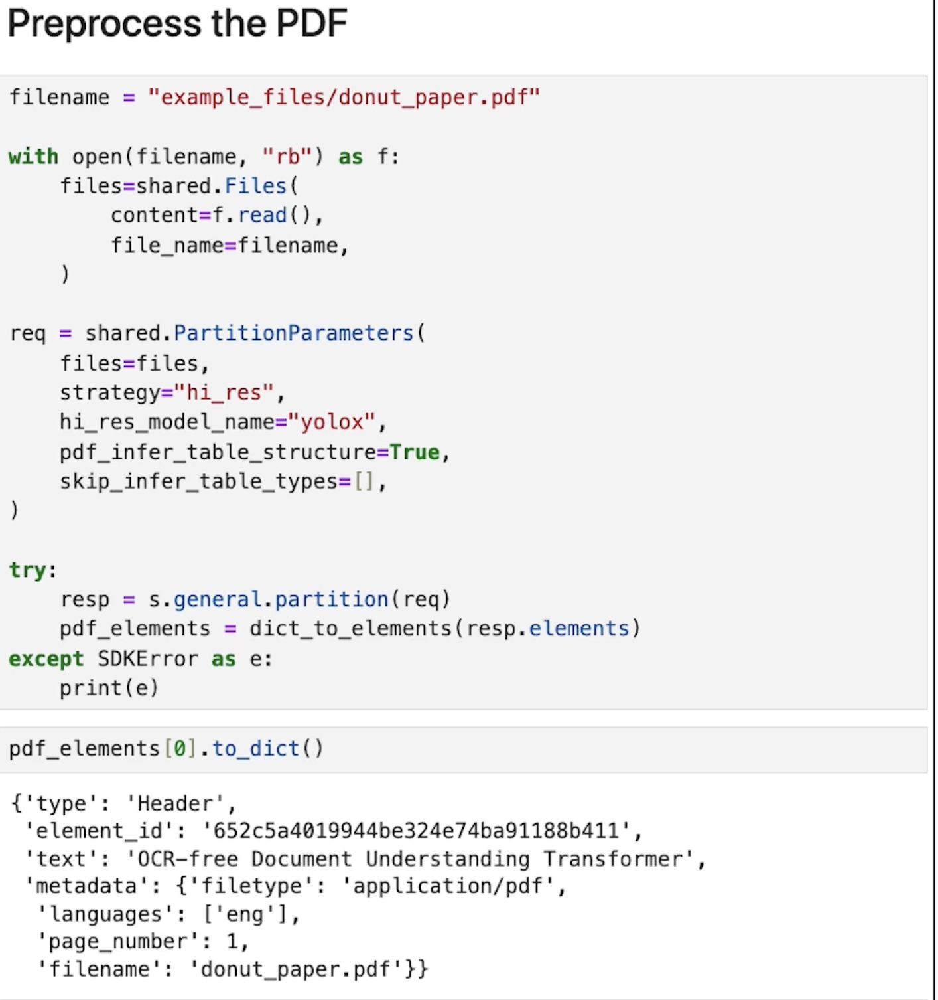 Preprocess the PDF
filename = "example_files/donut_paper.pdf"
with open(filename, "rb") as f:
    files=shared.Files(
        content=f.read(),
        file_name=filename,
    )
req = shared.PartitionParameters(
    files=files,
    strategy="hi_res",
    hi_res_model_name="yolox",
    pdf_infer_table_structure=True,
    skip_infer_table_types=[],
)
try:
    resp = s.general.partition(req)
    pdf_elements = dict_to_elements(resp.elements)
except SDKError as e:
    print(e)
pdf_elements[0].to_dict()
{'type': 'Header',
 'element_id': '652c5a4019944be324e74ba91188b411',
 'text': 'OCR-free Document Understanding Transformer',
 'metadata': {'filetype': 'application/pdf',
  'languages': ['eng'],
  'page_number': 1,
  'filename': 'donut_paper.pdf'}}